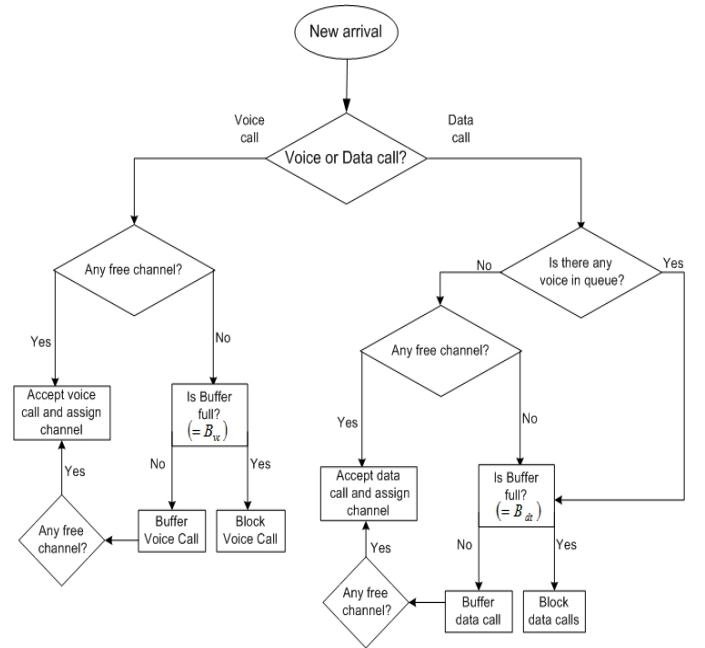 New arrival
Voice
call
Data
call
Voice or Data call?
Any free channel?
Is there any
voice in queue?
No
Yes
Any free channel?
Yes
No
Accept voice
call and assign
channel
Is Buffer
full?
(= B vc )
Yes
No
Yes
No
Yes
Accept data
call and assign
channel
Is Buffer
full?
(= B dt )
Any free
channel?
Buffer
Voice Call
Block
Voice Call
Yes
No
Yes
Any free
channel?
Buffer
data call
Block
data calls